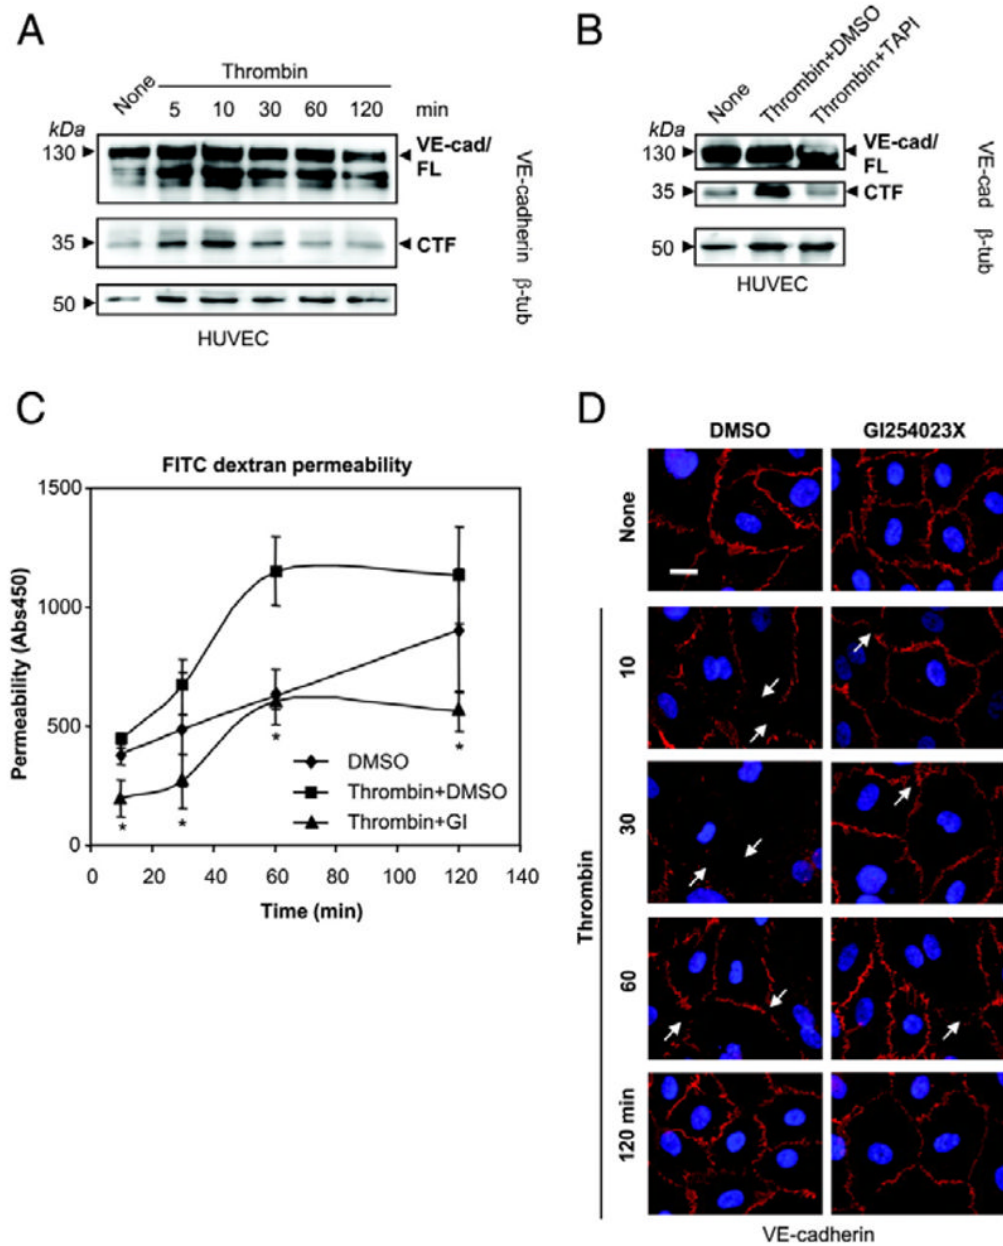 A
Thrombin
None 5 10 30 60 120 min
kDa
130
VE-cad/
FL
35
CTF
50
VE-cadherin
β-tub
HUVEC
B
None
Thrombin+DMSO
Thrombin+TAPI
kDa
130
VE-cad/
FL
35
CTF
50
VE-cad
β-tub
HUVEC
C
FITC dextran permeability
Permeability (Abs450)
1500
1000
500
0
* * * *
DMSO
Thrombin+DMSO
Thrombin+GI
0 20 40 60 80 100 120 140
Time (min)
D
DMSO GI254023X
None
Thrombin
10
30
60
120 min
VE-cadherin